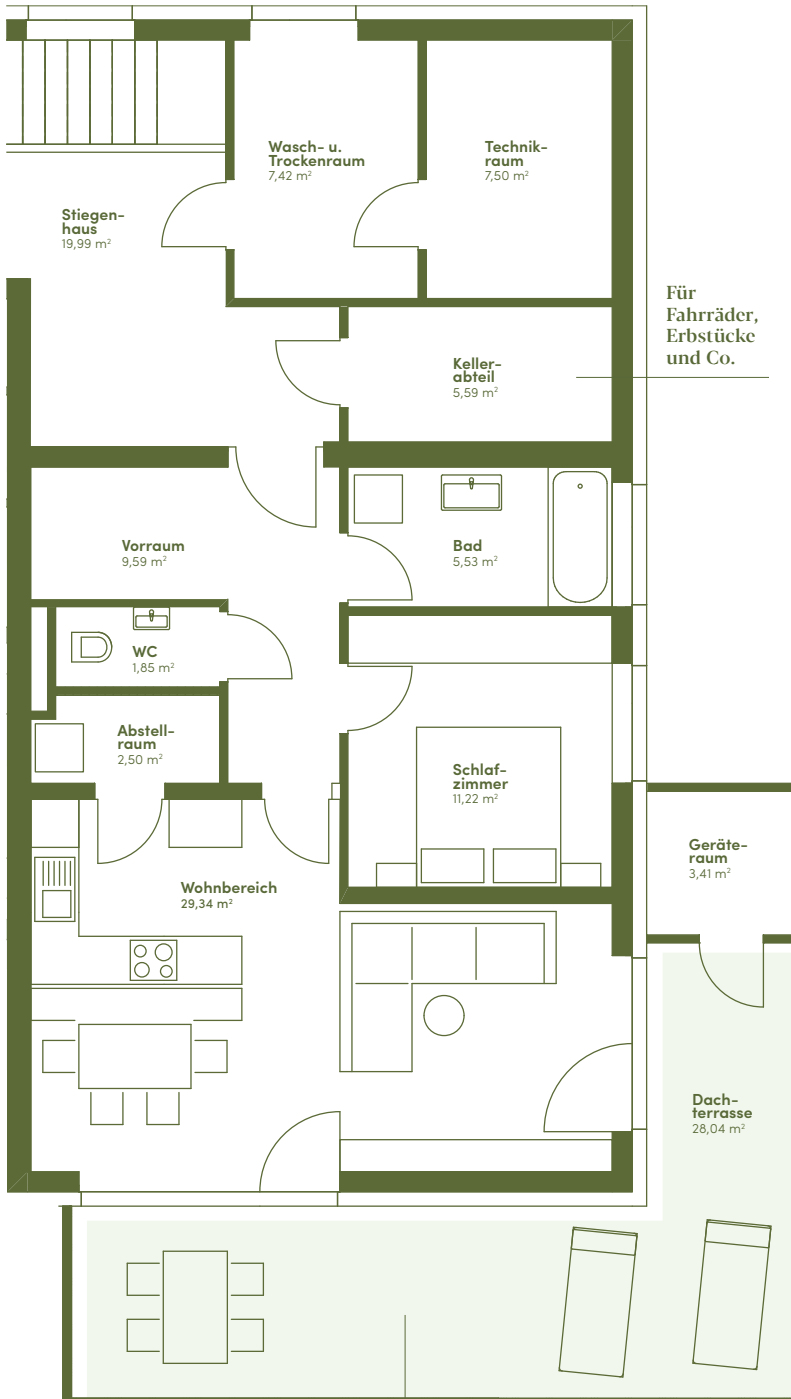 Wasch- u.
Trockenraum
7,42 m²
Technik-
raum
7,50 m²
Stiegen-
haus
19,99 m²
Für
Fahrräder,
Erbstücke
und Co.
Keller-
abteil
5,59 m²
Vorraum
9,59 m²
Bad
5,53 m²
WC
1,85 m²
Abstell-
raum
2,50 m²
Schlaf-
zimmer
11,22 m²
Geräte-
raum
3,41 m²
Wohnbereich
29,34 m²
Dach-
terrasse
28,04 m²